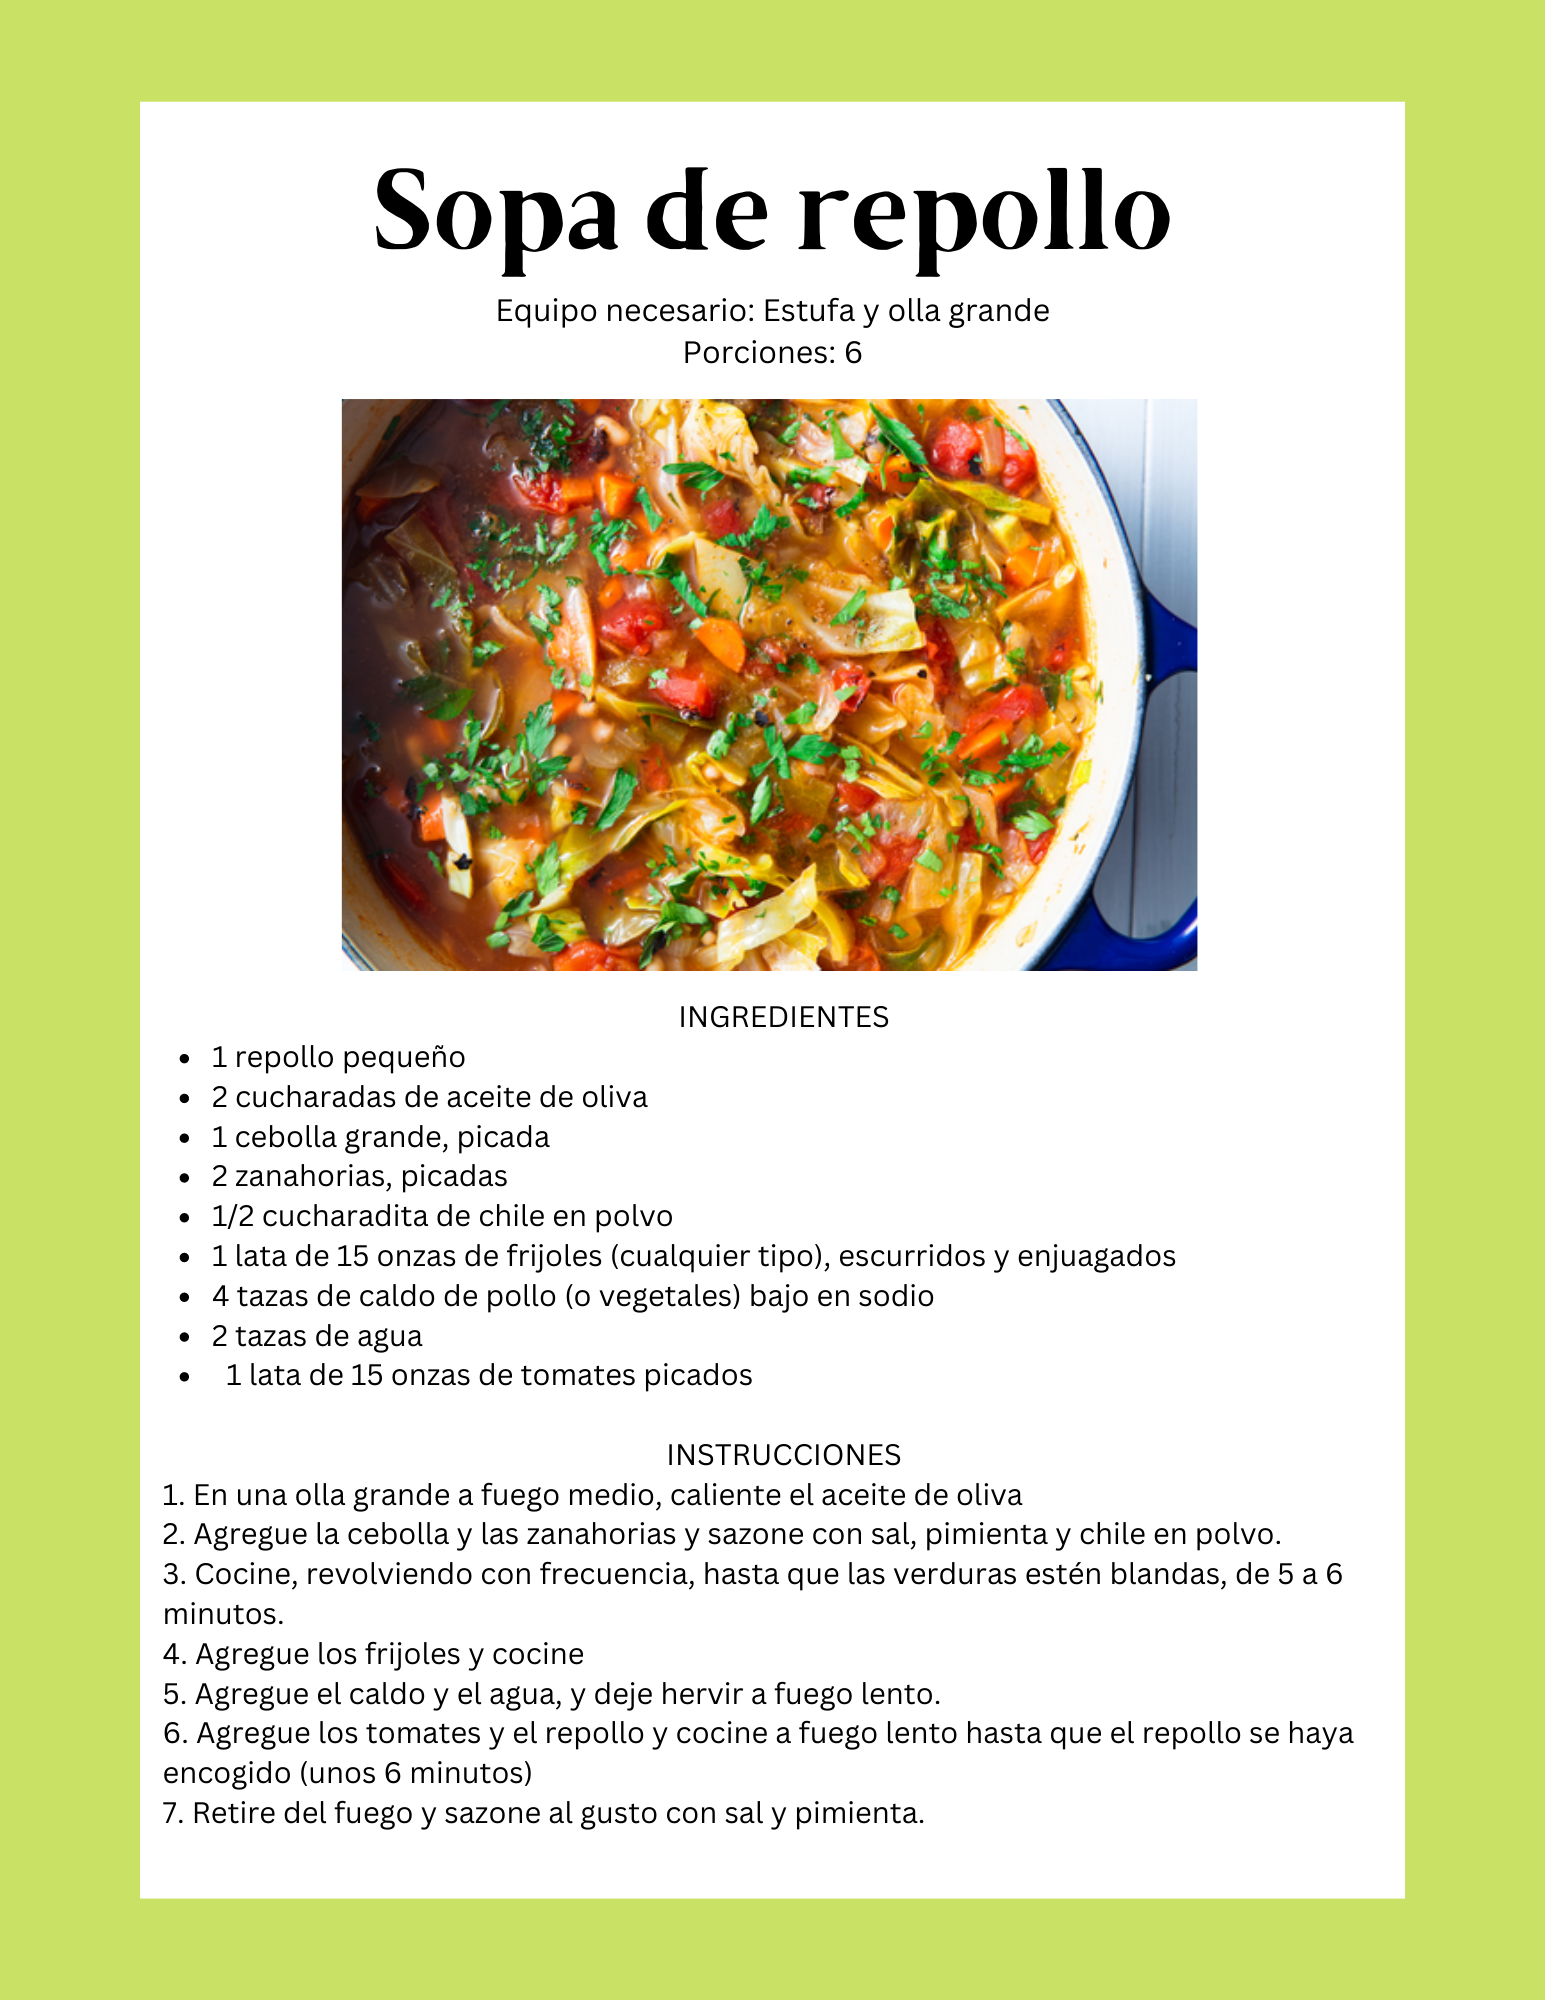 Sopa de repollo
Equipo necesario: Estufa y olla grande
Porciones: 6
INGREDIENTES
• 1 repollo pequeño
• 2 cucharadas de aceite de oliva
• 1 cebolla grande, picada
• 2 zanahorias, picadas
• 1/2 cucharadita de chile en polvo
• 1 lata de 15 onzas de frijoles (cualquier tipo), escurridos y enjuagados
• 4 tazas de caldo de pollo (o vegetales) bajo en sodio
• 2 tazas de agua
• 1 lata de 15 onzas de tomates picados
INSTRUCCIONES
1. En una olla grande a fuego medio, caliente el aceite de oliva
2. Agregue la cebolla y las zanahorias y sazone con sal, pimienta y chile en polvo.
3. Cocine, revolviendo con frecuencia, hasta que las verduras estén blandas, de 5 a 6
minutos.
4. Agregue los frijoles y cocine
5. Agregue el caldo y el agua, y deje hervir a fuego lento.
6. Agregue los tomates y el repollo y cocine a fuego lento hasta que el repollo se haya
encogido (unos 6 minutos)
7. Retire del fuego y sazone al gusto con sal y pimienta.